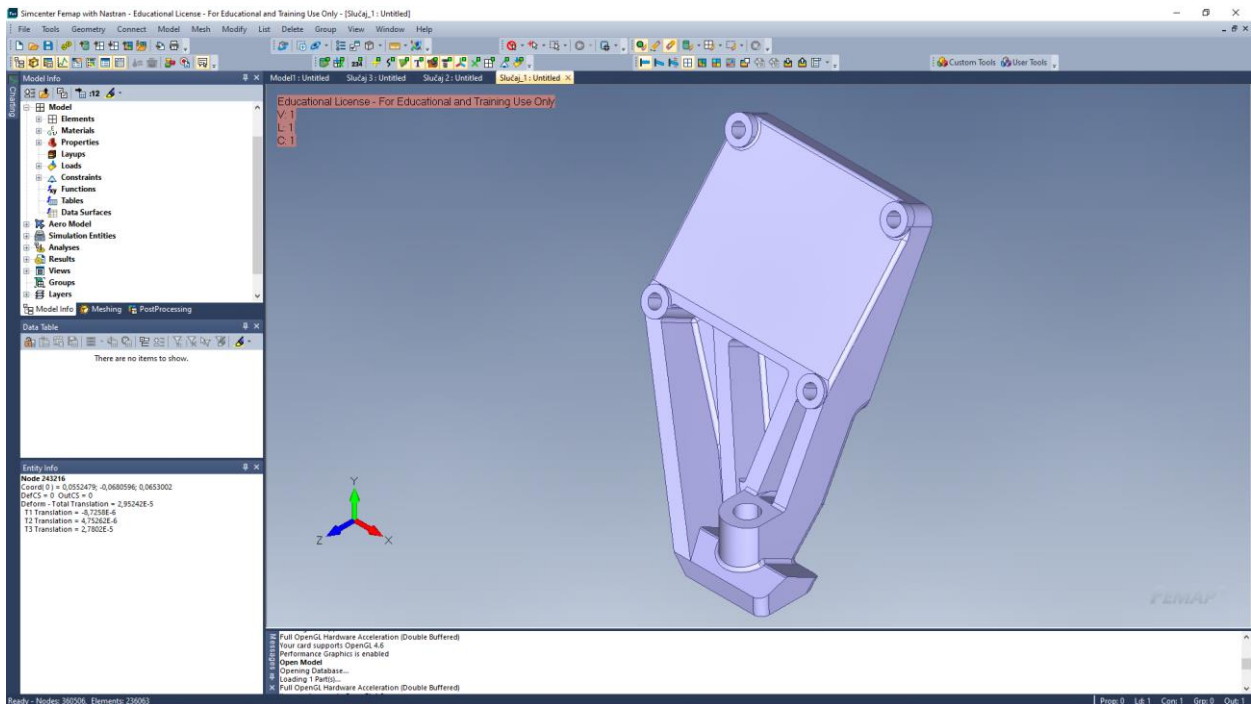 Simcenter Femap with Nastran - Educational License - For Educational and Training Use Only - [Slučaj_1 : Untitled]
File Tools Geometry Connect Model Mesh Modify List Delete Group View Window Help
Custom Tools User Tools
Charting
Model Info
Model1 : Untitled Slučaj 3 : Untitled Slučaj 2 : Untitled Slučaj_1 : Untitled
Model
Elements
Materials
Properties
Layups
Loads
Constraints
Functions
Tables
Data Surfaces
Aero Model
Simulation Entities
Analyses
Results
Views
Groups
Layers
Model Info Meshing PostProcessing
Data Table
There are no items to show.
Entity Info
Node 243216
Coord( 0 ) = 0,0552479; -0,0680596; 0,0653002
DefCS = 0 OutCS = 0
Deform - Total Translation = 2,95242E-5
T1 Translation = -8,7258E-6
T2 Translation = 4,75262E-6
T3 Translation = 2,7802E-5
Educational License - For Educational and Training Use Only
V: 1
L: 1
C: 1
Y
Z
X
FEMAP
Messages
Full OpenGL Hardware Acceleration (Double Buffered)
Your card supports OpenGL 4.6
Performance Graphics is enabled
Open Model
Opening Database...
Loading 1 Part(s)...
Full OpenGL Hardware Acceleration (Double Buffered)
Ready - Nodes: 360506, Elements: 236063
Prop: 0 Ld: 1 Con: 1 Grp: 0 Out: 1